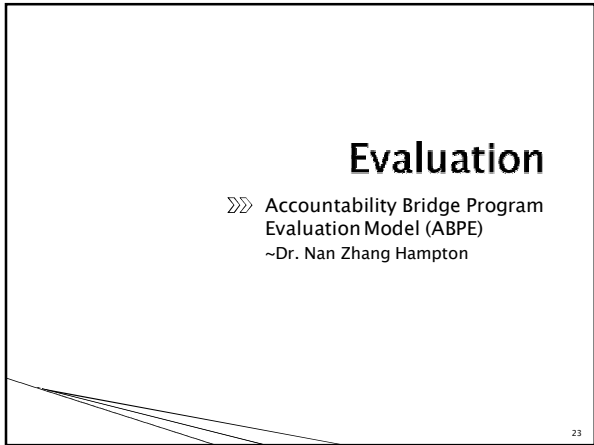 Evaluation
Accountability Bridge Program
Evaluation Model (ABPE)
~Dr. Nan Zhang Hampton
23